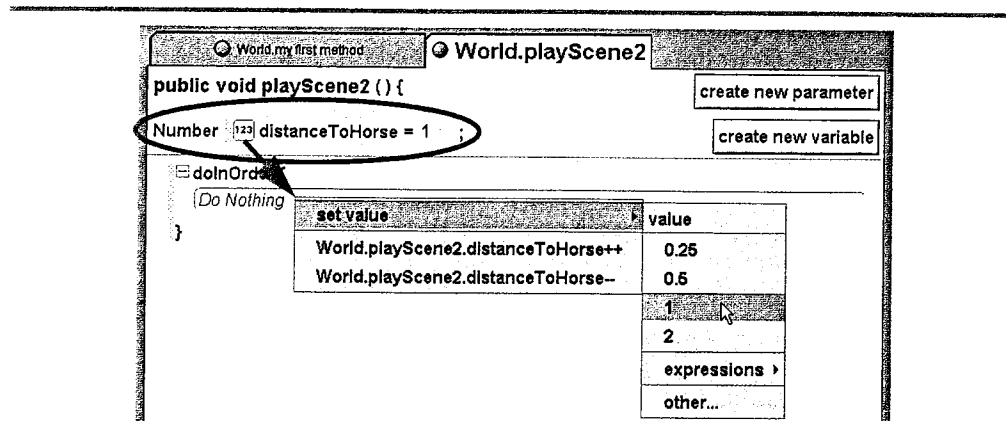 World.my first method World.playScene2
public void playScene2 ( ) {
create new parameter
Number 123 distanceToHorse = 1 ;
create new variable
doInOrd
Do Nothing
}
set value
World.playScene2.distanceToHorse++
World.playScene2.distanceToHorse--
value
0.25
0.5
1
2
expressions
other...